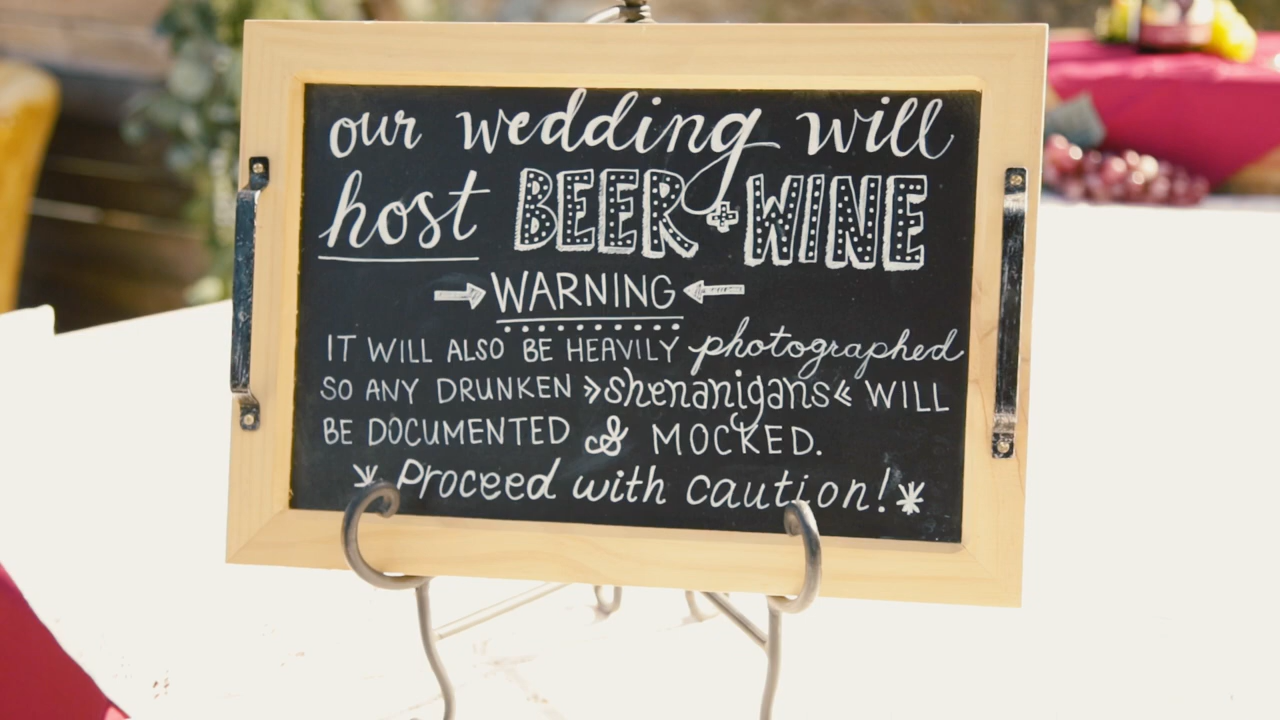 our wedding will
host BEER + WINE
→ WARNING ←
IT WILL ALSO BE HEAVILY photographed
SO ANY DRUNKEN »shenanigans« WILL
BE DOCUMENTED & MOCKED.
* Proceed with caution! *